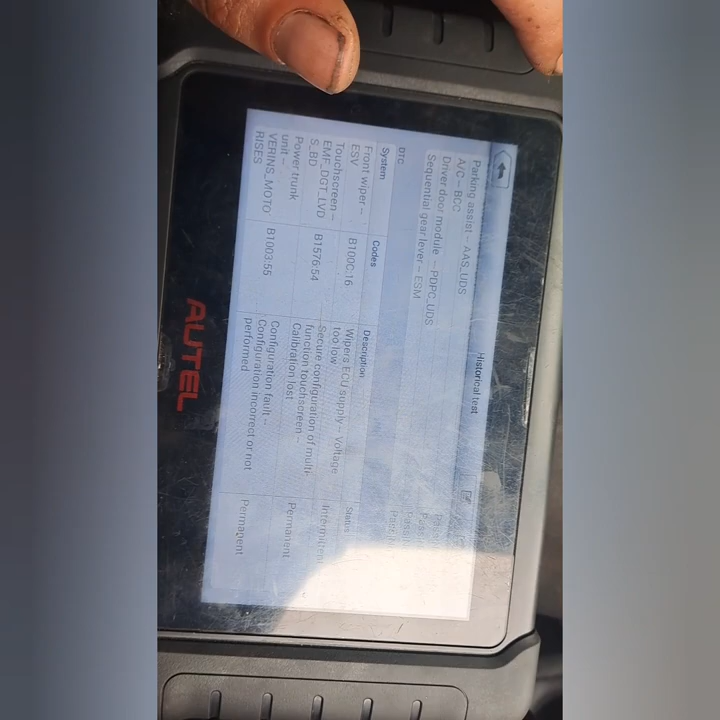 Historical test
Parking assist – AAS_UDS
A/C – BCC
Driver door module – PDPC_UDS
Sequential gear lever – ESM
DTC
System Codes Description Status
Front wiper –
ESV
B100C:16
Wipers ECU supply – Voltage
too low
Intermitten
Touchscreen –
EMF_DGT_LVD
S_BD
B1576:54
Secure configuration of multi-
function touchscreen –
Calibration lost
Permanent
Power trunk
unit –
VERINS_MOTO
RISES
B1003:55
Configuration fault –
Configuration incorrect or not
performed
Permanent
AUTEL